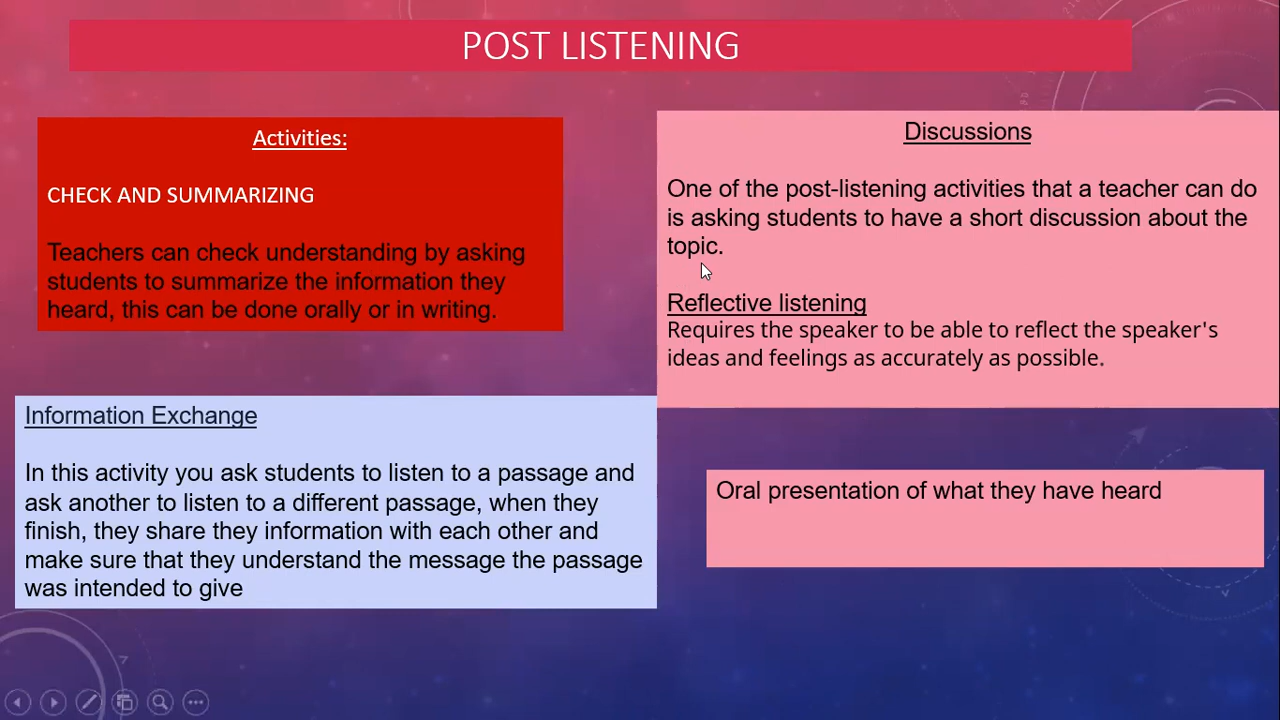 POST LISTENING
Activities:
CHECK AND SUMMARIZING
Teachers can check understanding by asking
students to summarize the information they
heard, this can be done orally or in writing.
Discussions
One of the post-listening activities that a teacher can do
is asking students to have a short discussion about the
topic.
Reflective listening
Requires the speaker to be able to reflect the speaker's
ideas and feelings as accurately as possible.
Information Exchange
In this activity you ask students to listen to a passage and
ask another to listen to a different passage, when they
finish, they share they information with each other and
make sure that they understand the message the passage
was intended to give
Oral presentation of what they have heard